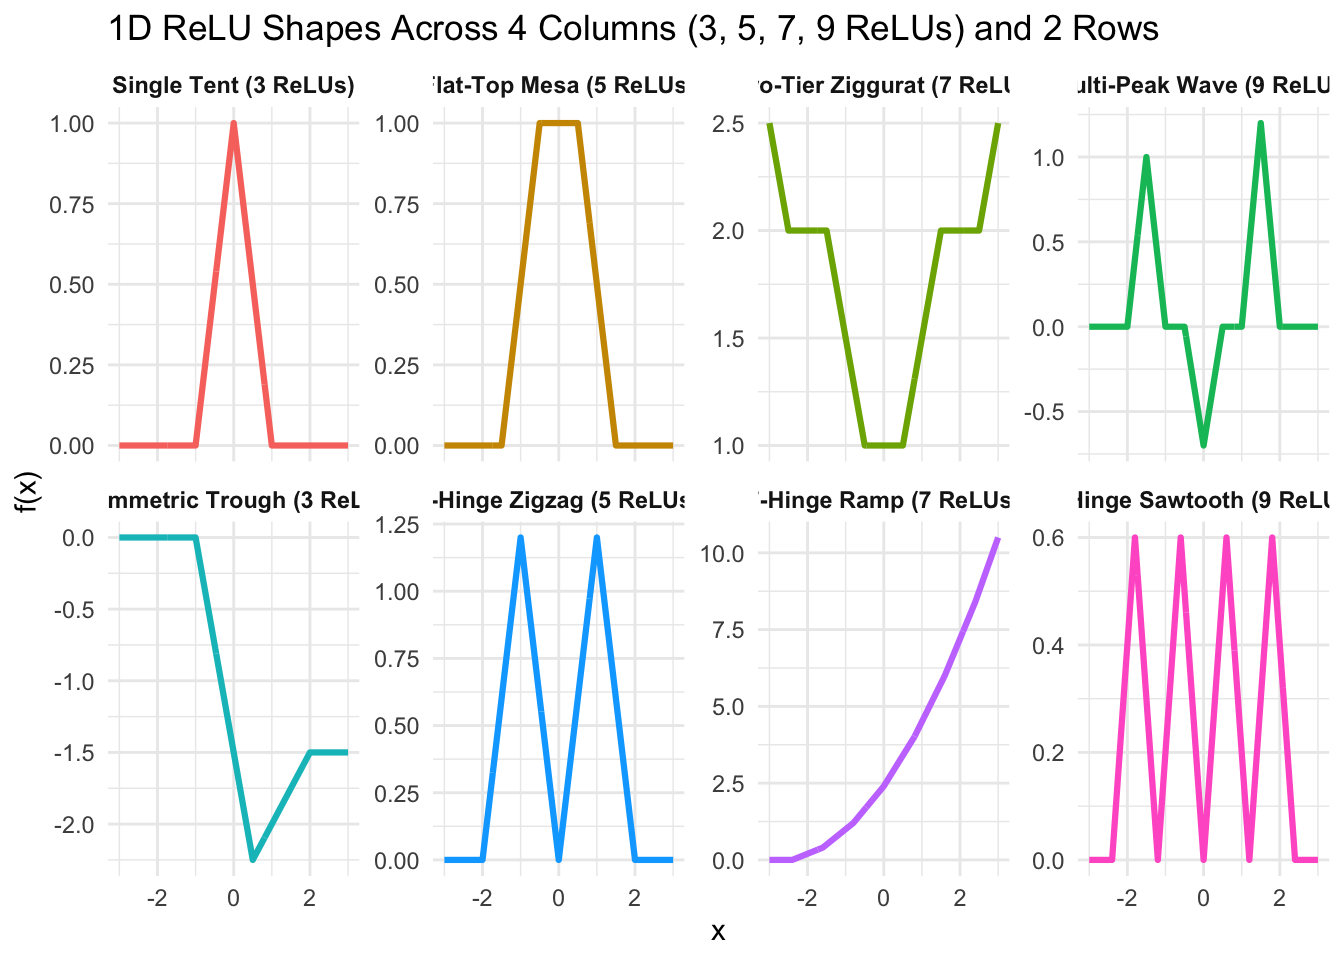 1D ReLU Shapes Across 4 Columns (3, 5, 7, 9 ReLUs) and 2 Rows
Single Tent (3 ReLUs)
Flat-Top Mesa (5 ReLUs
o-Tier Ziggurat (7 ReLU
ulti-Peak Wave (9 ReLU
1.00
0.75
0.50
0.25
0.00
1.00
0.75
0.50
0.25
0.00
2.5
2.0
1.5
1.0
1.0
0.5
0.0
-0.5
f(x)
mmetric Trough (3 ReL
-Hinge Zigzag (5 ReLUs
-Hinge Ramp (7 ReLUs
Hinge Sawtooth (9 ReLU
0.0
-0.5
-1.0
-1.5
-2.0
1.25
1.00
0.75
0.50
0.25
0.00
10.0
7.5
5.0
2.5
0.0
0.6
0.4
0.2
0.0
-2 0 2
-2 0 2
-2 0 2
-2 0 2
x